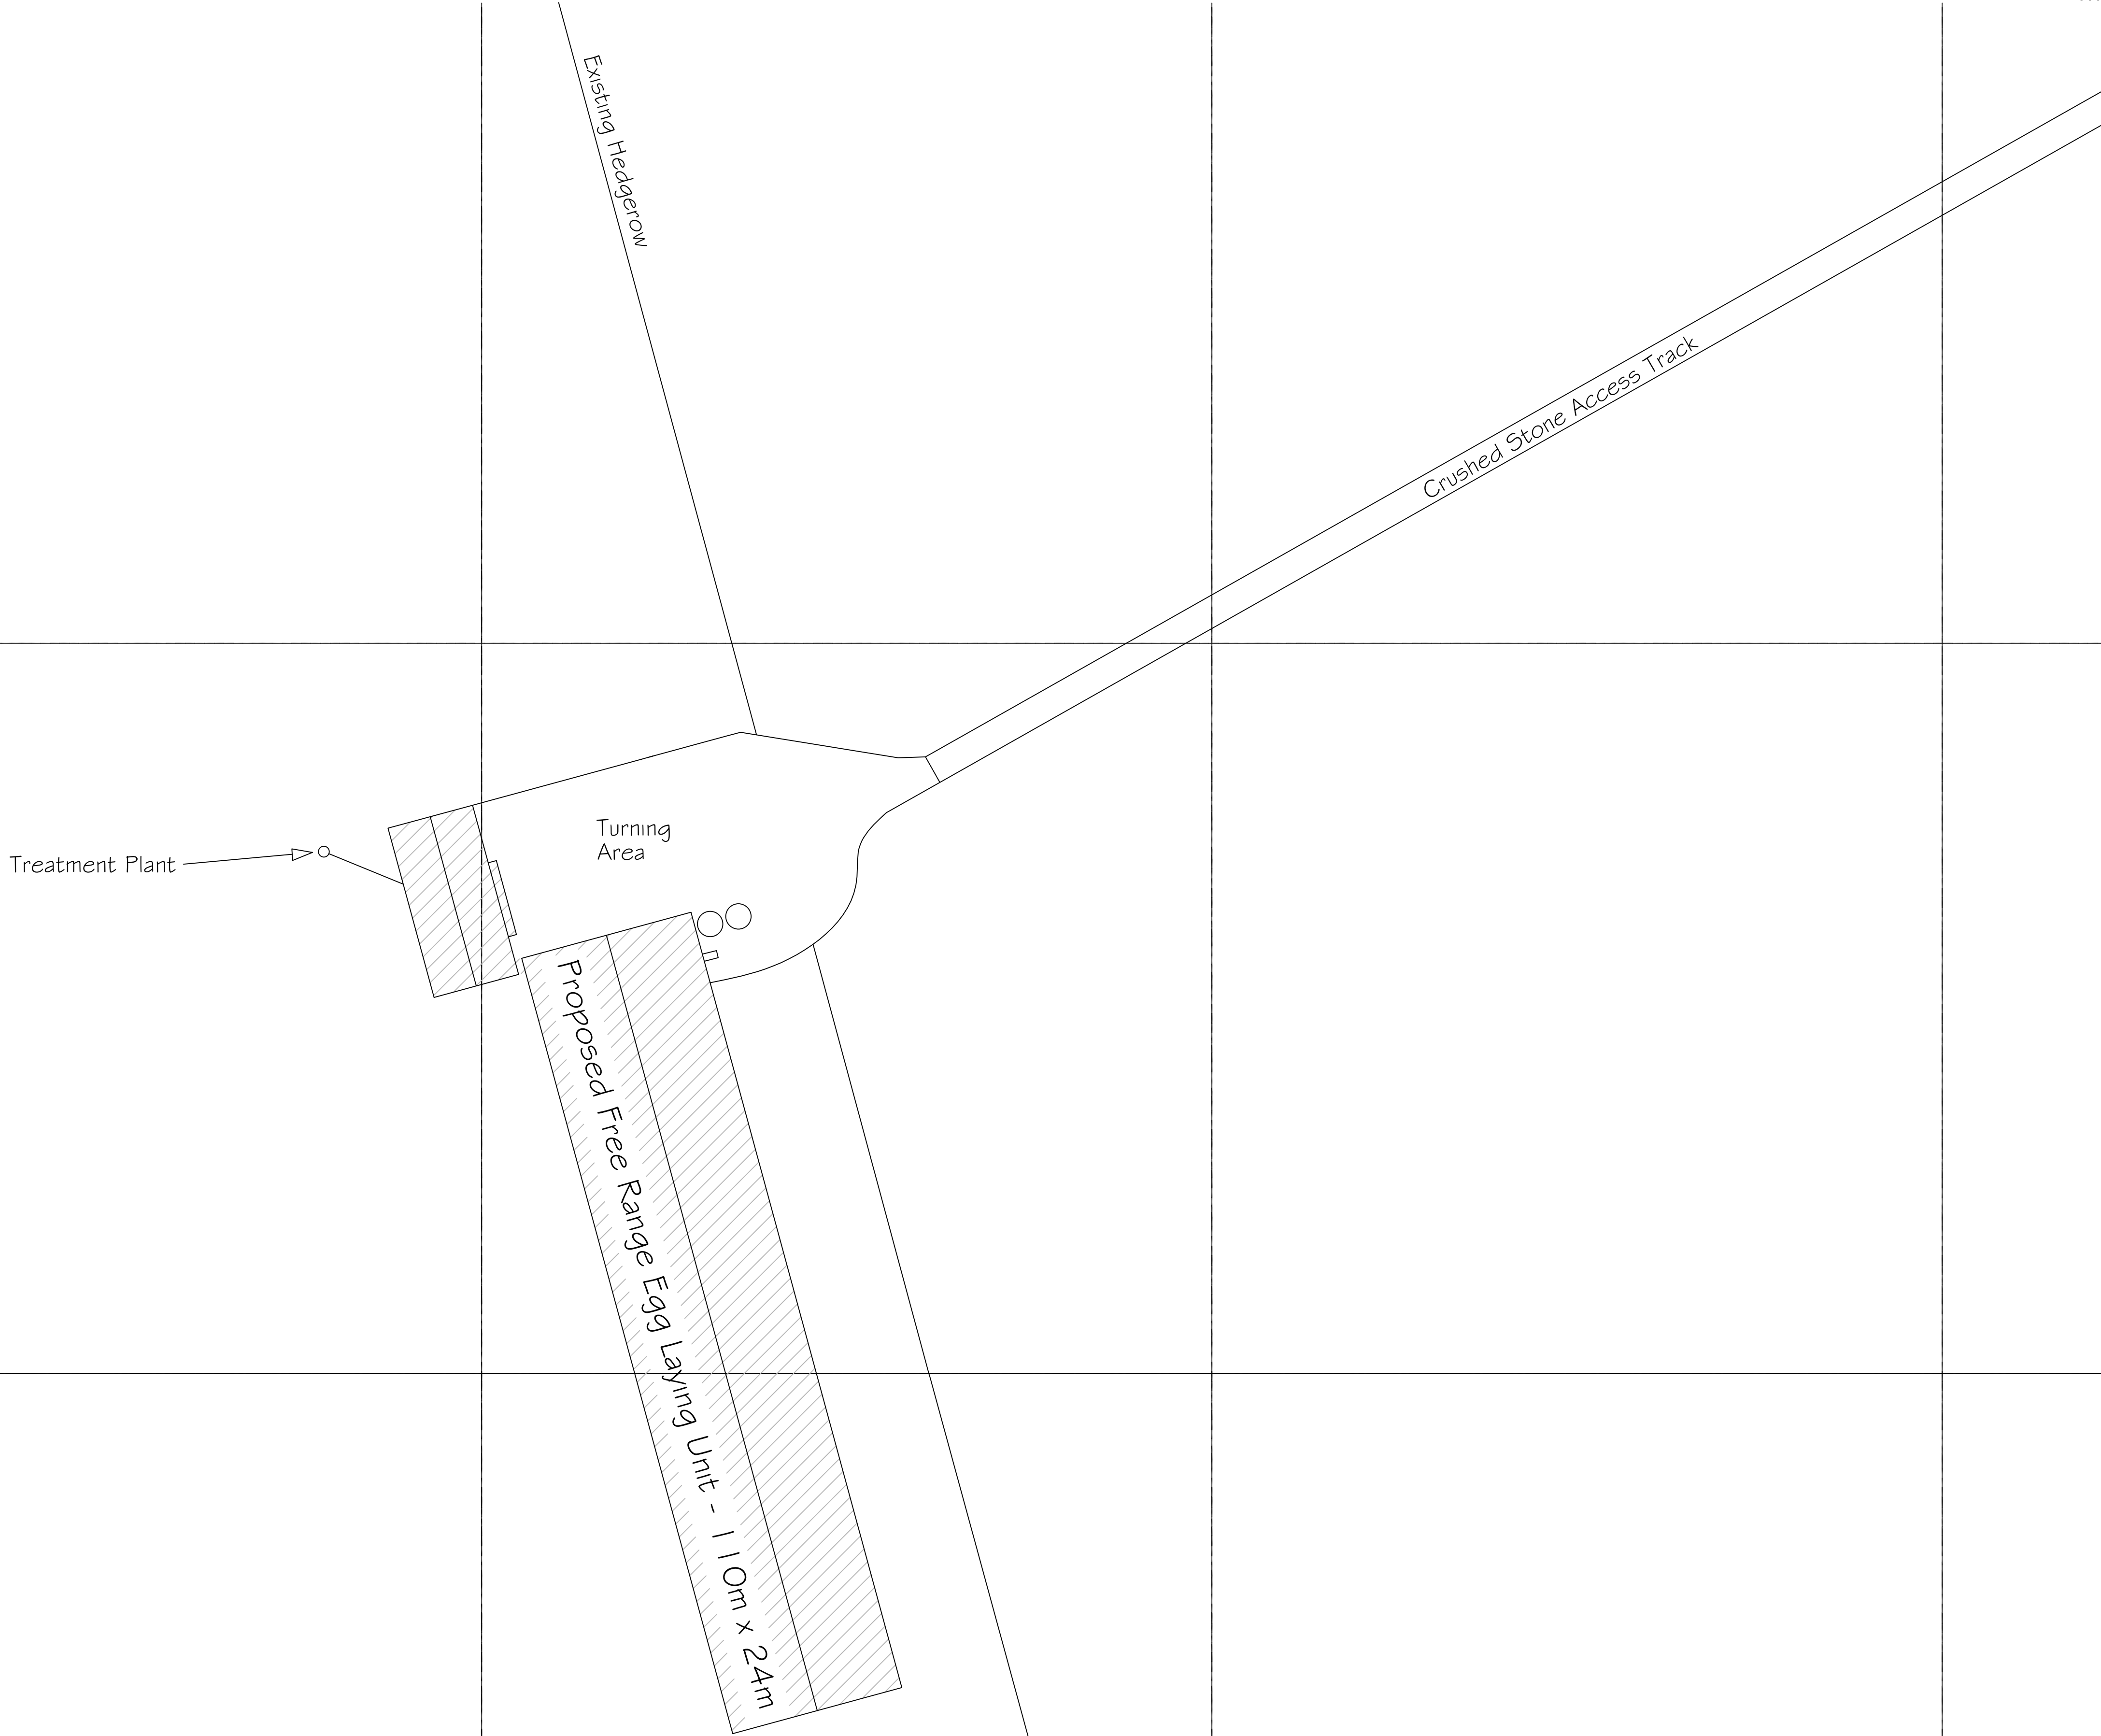 Existing Hedgerow
Crushed Stone Access Track
Turning
Area
Treatment Plant
Proposed Free Range Egg Laying Unit - 110m x 24m